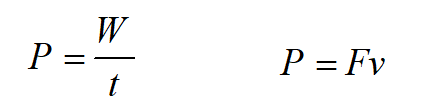 P = W/t    P = Fv